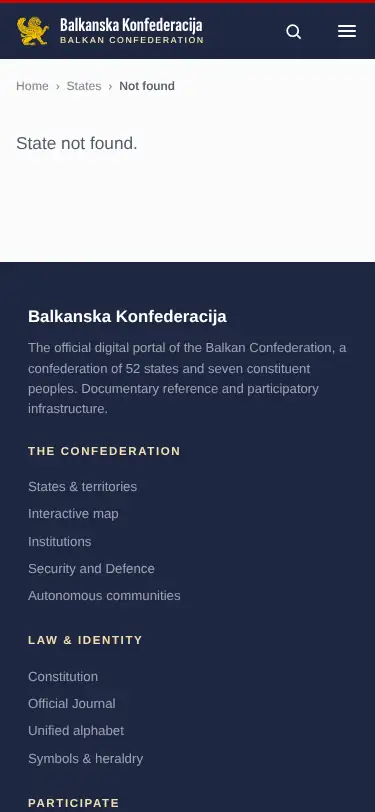 Balkanska Konfederacija
BALKAN CONFEDERATION
Home › States › Not found
State not found.
Balkanska Konfederacija
The official digital portal of the Balkan Confederation, a
confederation of 52 states and seven constituent
peoples. Documentary reference and participatory
infrastructure.
THE CONFEDERATION
States & territories
Interactive map
Institutions
Security and Defence
Autonomous communities
LAW & IDENTITY
Constitution
Official Journal
Unified alphabet
Symbols & heraldry
PARTICIPATE